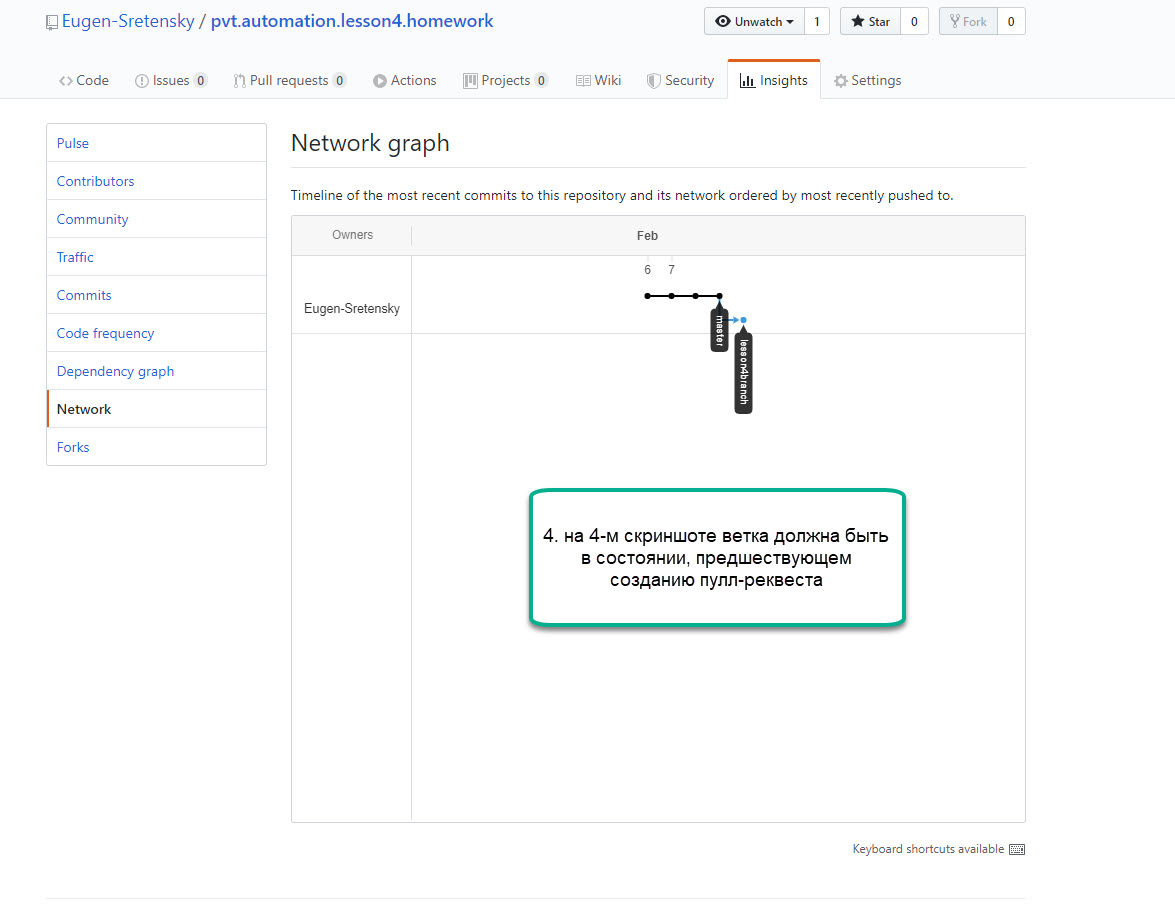 Eugen-Sretensky / pvt.automation.lesson4.homework
Unwatch 1 Star 0 Fork 0
Code Issues 0 Pull requests 0 Actions Projects 0 Wiki Security Insights Settings
Pulse
Contributors
Community
Traffic
Commits
Code frequency
Dependency graph
Network
Forks
Network graph
Timeline of the most recent commits to this repository and its network ordered by most recently pushed to.
Owners Feb
6 7
Eugen-Sretensky
master
lesson4branch
4. на 4-м скриншоте ветка должна быть
в состоянии, предшествующем
созданию пулл-реквеста
Keyboard shortcuts available